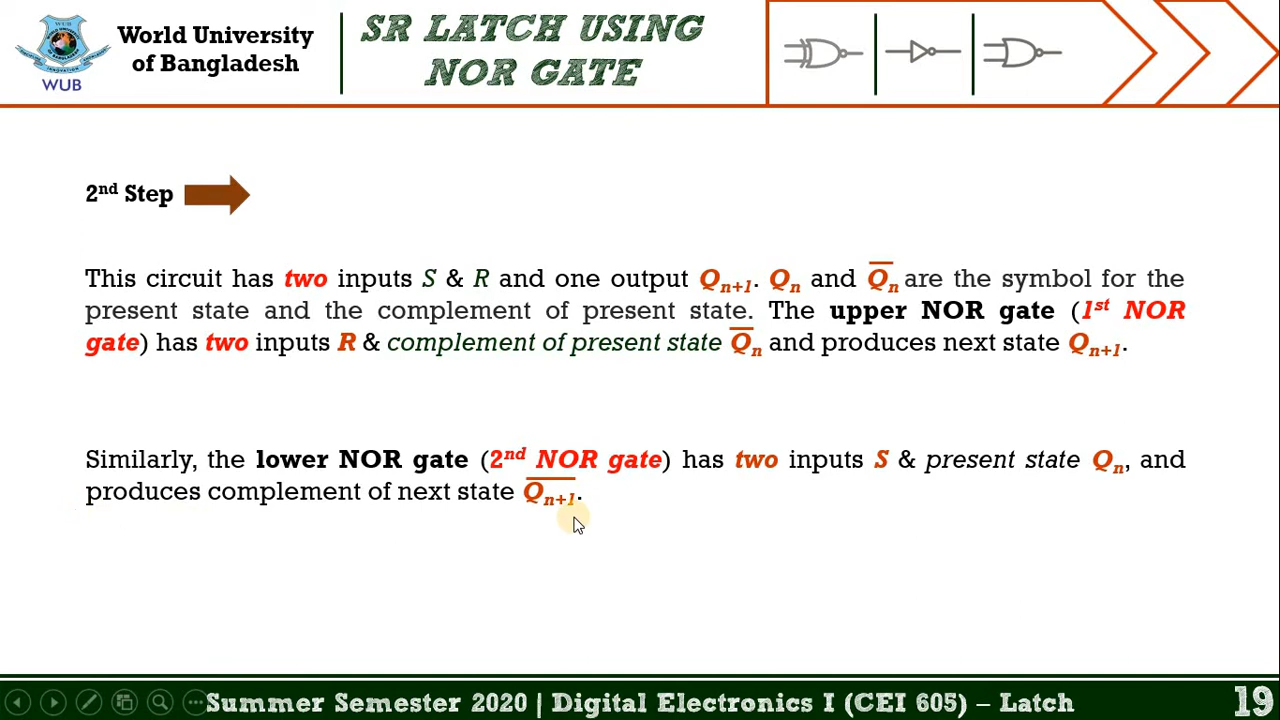 World University
of Bangladesh
WUB
SR LATCH USING
NOR GATE
2nd Step
This circuit has two inputs S & R and one output Qn+1. Qn and Q̅n are the symbol for the
present state and the complement of present state. The upper NOR gate (1st NOR
gate) has two inputs R & complement of present state Q̅n and produces next state Qn+1.
Similarly, the lower NOR gate (2nd NOR gate) has two inputs S & present state Qn, and
produces complement of next state Q̅n̅+̅1̅.
Summer Semester 2020 | Digital Electronics I (CEI 605) – Latch
19